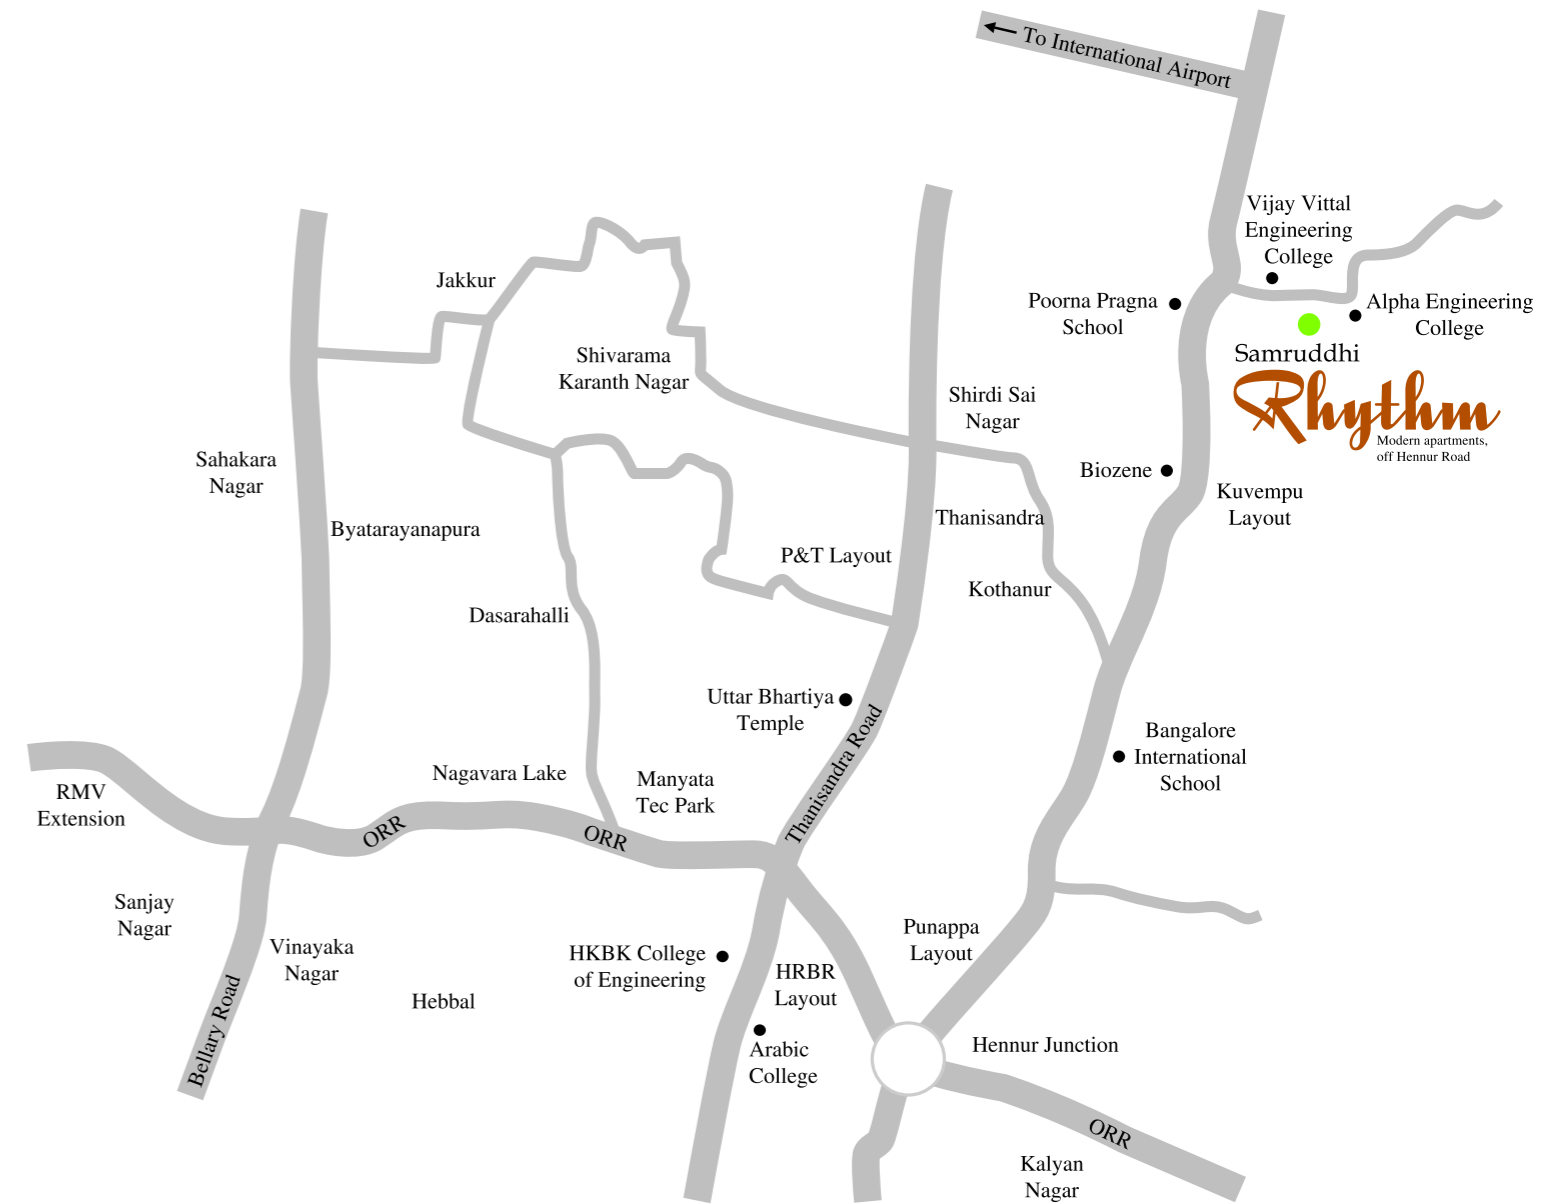 To International Airport
Vijay Vittal
Engineering
College
Jakkur
Poorna Pragna
School
Alpha Engineering
College
Samruddhi
Rhythm
Modern apartments,
off Hennur Road
Shivarama
Karanth Nagar
Shirdi Sai
Nagar
Sahakara
Nagar
Biozene
Kuvempu
Layout
Byatarayanapura
Thanisandra
P&T Layout
Kothanur
Dasarahalli
Uttar Bhartiya
Temple
Thanisandra Road
Bangalore
International
School
Nagavara Lake
Manyata
Tec Park
RMV
Extension
ORR
ORR
Sanjay
Nagar
Vinayaka
Nagar
Punappa
Layout
HKBK College
of Engineering
HRBR
Layout
Hebbal
Bellary Road
Arabic
College
Hennur Junction
ORR
Kalyan
Nagar